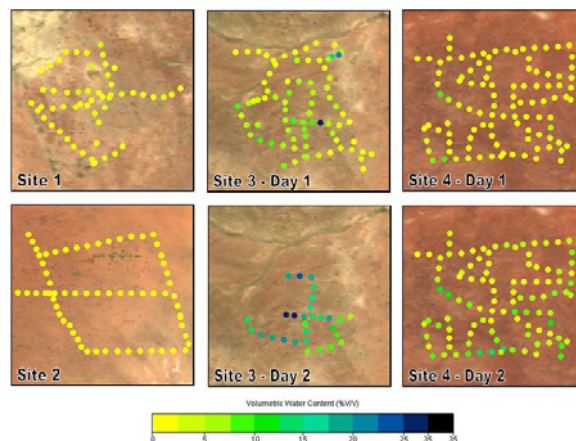 Site 1
Site 3 - Day 1
Site 4 - Day 1
Site 2
Site 3 - Day 2
Site 4 - Day 2
Volumetric Water Content (%V/V)
0 5 10 15 20 25 35